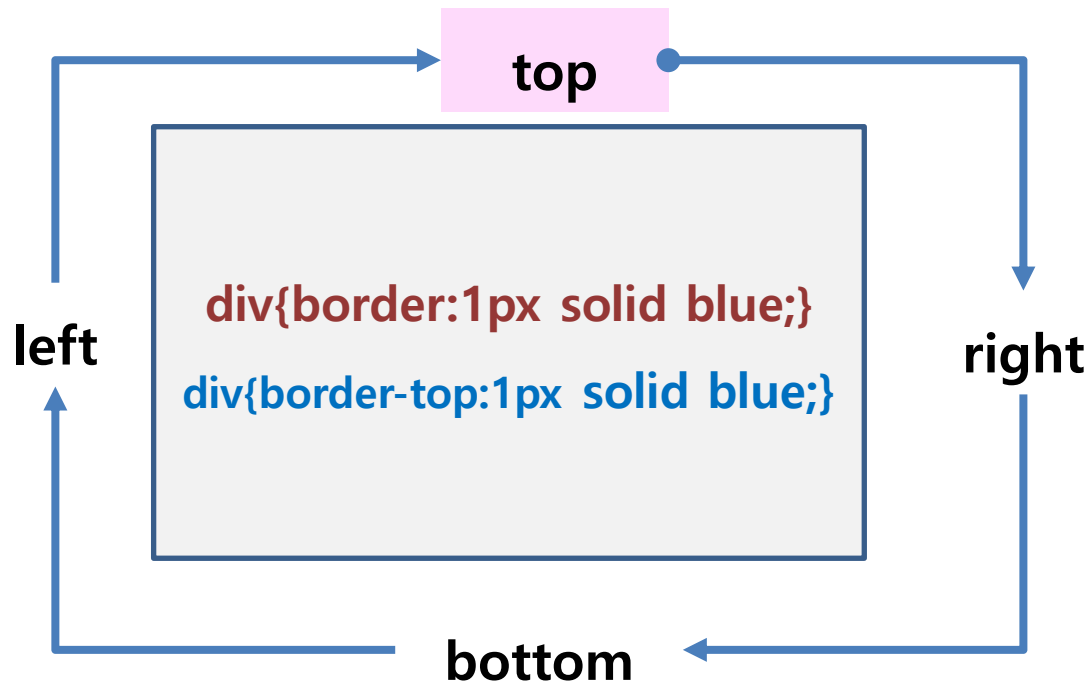 top
div{border:1px solid blue;}
left
right
div{border-top:1px solid blue;}
bottom